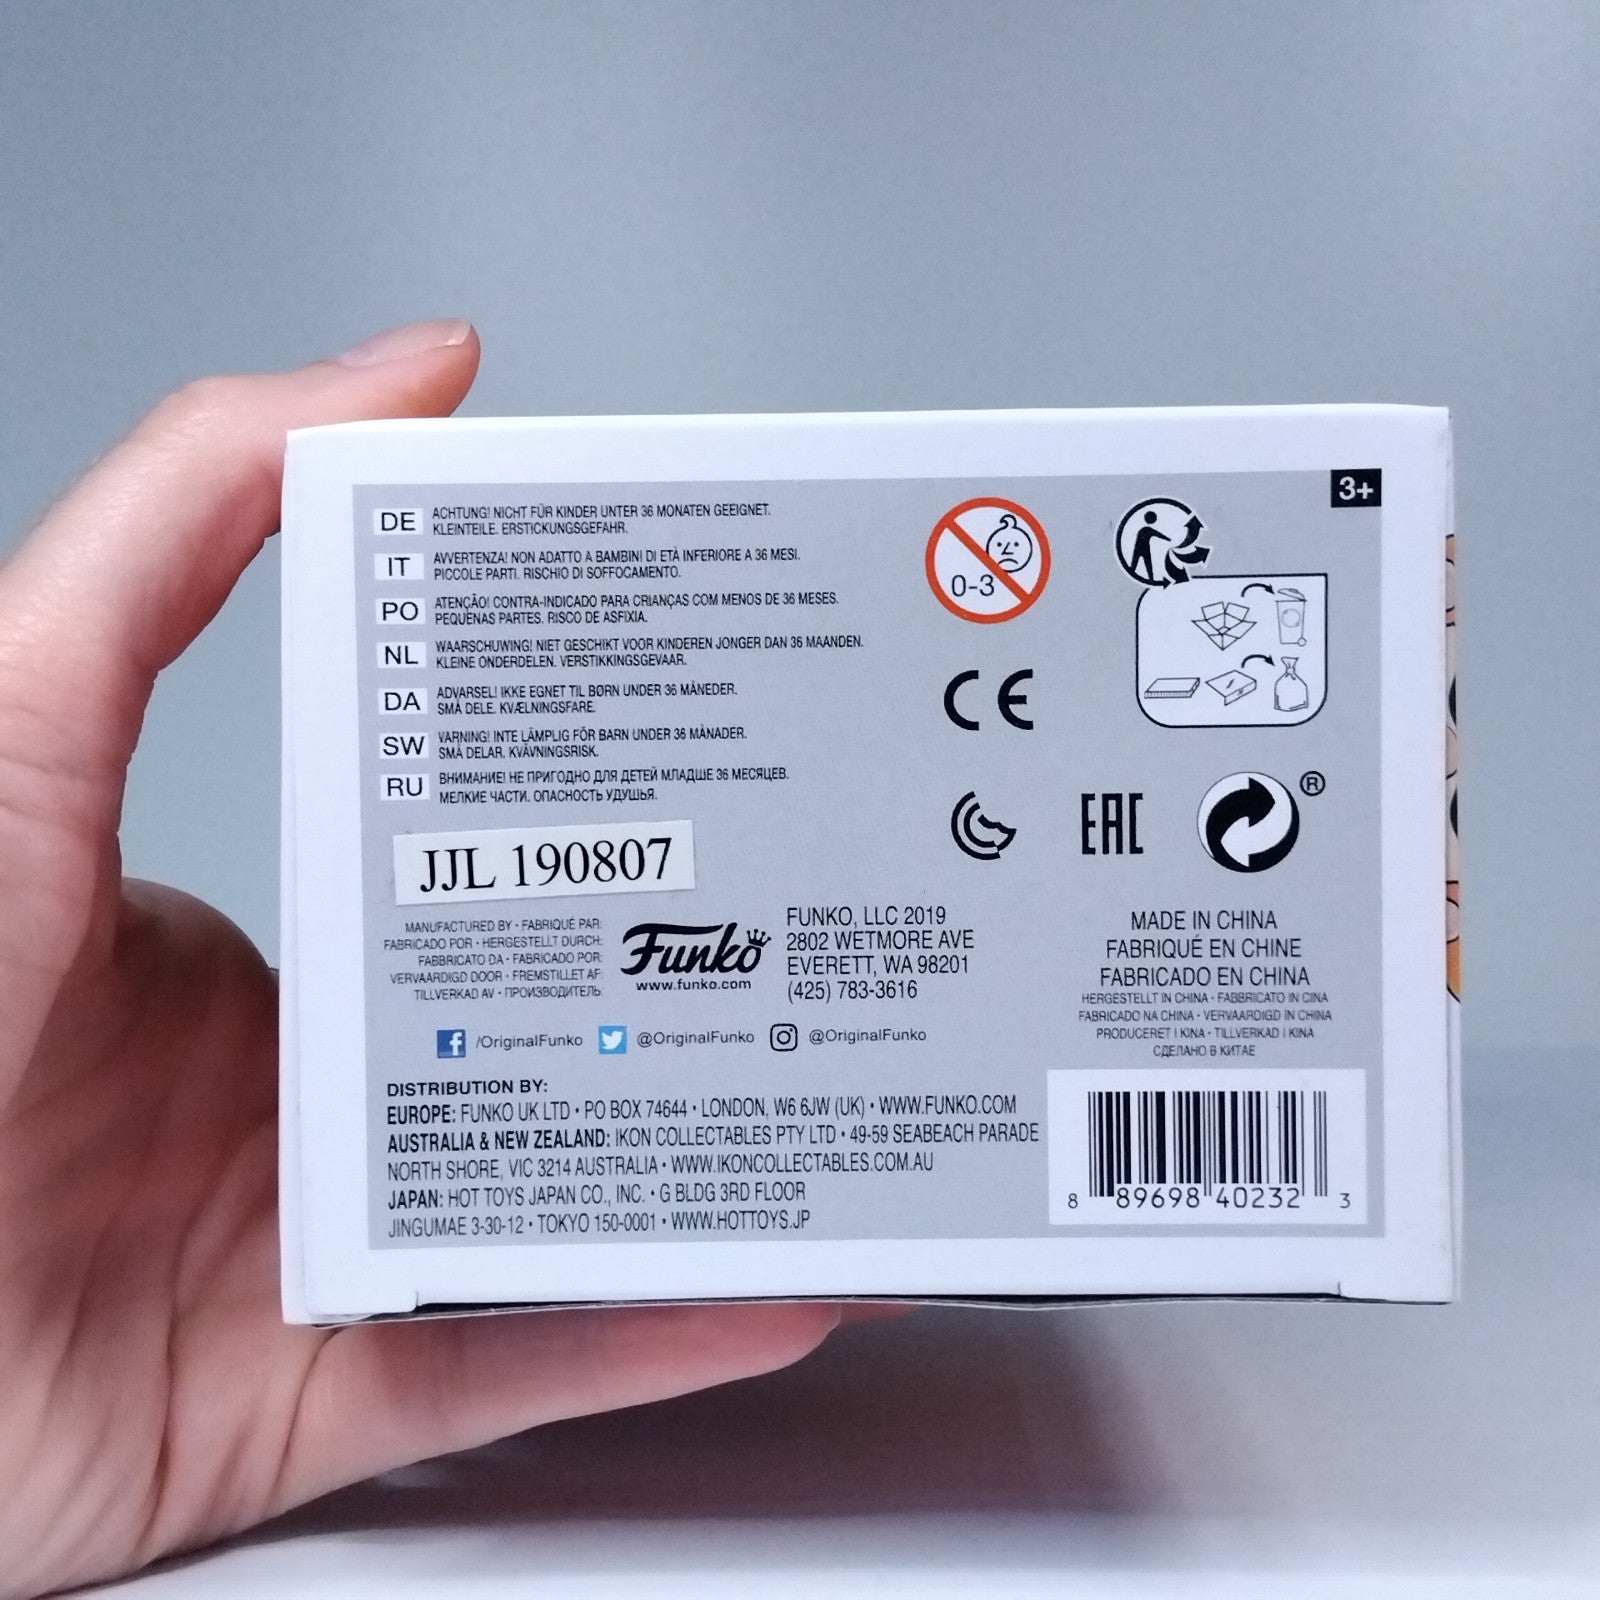 3+
DE ACHTUNG! NICHT FÜR KINDER UNTER 36 MONATEN GEEIGNET.
KLEINTEILE. ERSTICKUNGSGEFAHR.
IT AVVERTENZA! NON ADATTO A BAMBINI DI ETÀ INFERIORE A 36 MESI.
PICCOLE PARTI. RISCHIO DI SOFFOCAMENTO.
PO ATENÇÃO! CONTRA-INDICADO PARA CRIANÇAS COM MENOS DE 36 MESES.
PEQUENAS PARTES. RISCO DE ASFIXIA.
NL WAARSCHUWING! NIET GESCHIKT VOOR KINDEREN JONGER DAN 36 MAANDEN.
KLEINE ONDERDELEN. VERSTIKKINGSGEVAAR.
DA ADVARSEL! IKKE EGNET TIL BØRN UNDER 36 MÅNEDER.
SMÅ DELE. KVÆLNINGSFARE.
SW VARNING! INTE LÄMPLIG FÖR BARN UNDER 36 MÅNADER.
SMÅ DELAR. KVÄVNINGSRISK.
RU ВНИМАНИЕ! НЕ ПРИГОДНО ДЛЯ ДЕТЕЙ МЛАДШЕ 36 МЕСЯЦЕВ.
МЕЛКИЕ ЧАСТИ. ОПАСНОСТЬ УДУШЬЯ.
0-3
CE
EAC
®
JJL 190807
MANUFACTURED BY · FABRIQUÉ PAR:
FABRICADO POR · HERGESTELLT DURCH:
FABBRICATO DA · FABRICADO POR:
VERVAARDIGD DOOR · FREMSTILLET AF:
TILLVERKAD AV · ПРОИЗВОДИТЕЛЬ:
Funko
www.funko.com
FUNKO, LLC 2019
2802 WETMORE AVE
EVERETT, WA 98201
(425) 783-3616
MADE IN CHINA
FABRIQUÉ EN CHINE
FABRICADO EN CHINA
HERGESTELLT IN CHINA · FABBRICATO IN CINA
FABRICADO NA CHINA · VERVAARDIGD IN CHINA
PRODUCERET I KINA · TILLVERKAD I KINA
СДЕЛАНО В КИТАЕ
/OriginalFunko @OriginalFunko @OriginalFunko
DISTRIBUTION BY:
EUROPE: FUNKO UK LTD • PO BOX 74644 • LONDON, W6 6JW (UK) • WWW.FUNKO.COM
AUSTRALIA & NEW ZEALAND: IKON COLLECTABLES PTY LTD • 49-59 SEABEACH PARADE
NORTH SHORE, VIC 3214 AUSTRALIA • WWW.IKONCOLLECTABLES.COM.AU
JAPAN: HOT TOYS JAPAN CO., INC. • G BLDG 3RD FLOOR
JINGUMAE 3-30-12 • TOKYO 150-0001 • WWW.HOTTOYS.JP
8 89698 40232 3